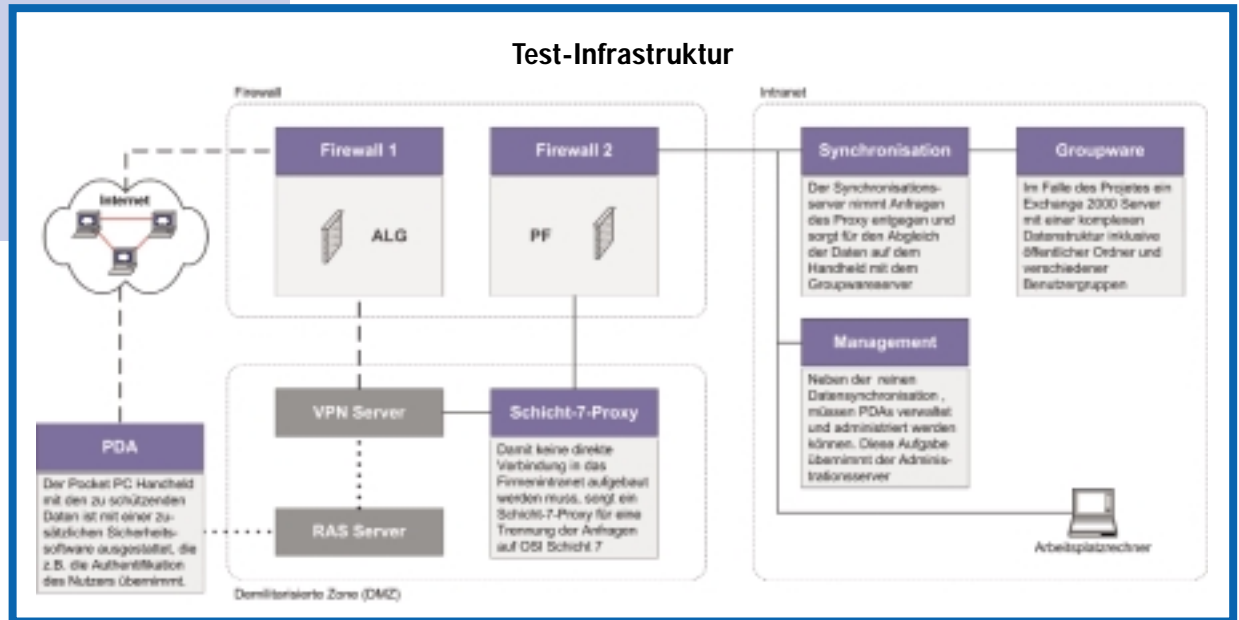 Test-Infrastruktur
Firewall
Intranet
Firewall 1
ALG
Firewall 2
PF
Synchronisation
Der Synchronisations-
server nimmt Anfragen
des Proxy entgegen und
sorgt für den Abgleich
der Daten auf dem
Handheld mit dem
Groupwareserver
Groupware
Im Falle des Projetes ein
Exchange 2000 Server
mit einer komplexen
Datenstruktur inklusive
öffentlicher Ordner und
verschiedener
Benutzergruppen
Internet
Management
Neben der reinen
Datensynchronisation ,
müssen PDAs verwaltet
und administriert werden
können. Diese Aufgabe
übernimmt der Adminis-
trationsserver
PDA
Der Pocket PC Handheld
mit den zu schützenden
Daten ist mit einer zu-
sätzlichen Sicherheits-
software ausgestaltet, die
z.B. die Authentifikation
des Nutzers übernimmt.
VPN Server
RAS Server
Schicht-7-Proxy
Damit keine direkte
Verbindung in das
Firmenintranet aufgebaut
werden muss, sorgt ein
Schicht-7-Proxy für eine
Trennung der Anfragen
auf OSI Schicht 7
Arbeitsplatzrechner
Demilitarisierte Zone (DMZ)